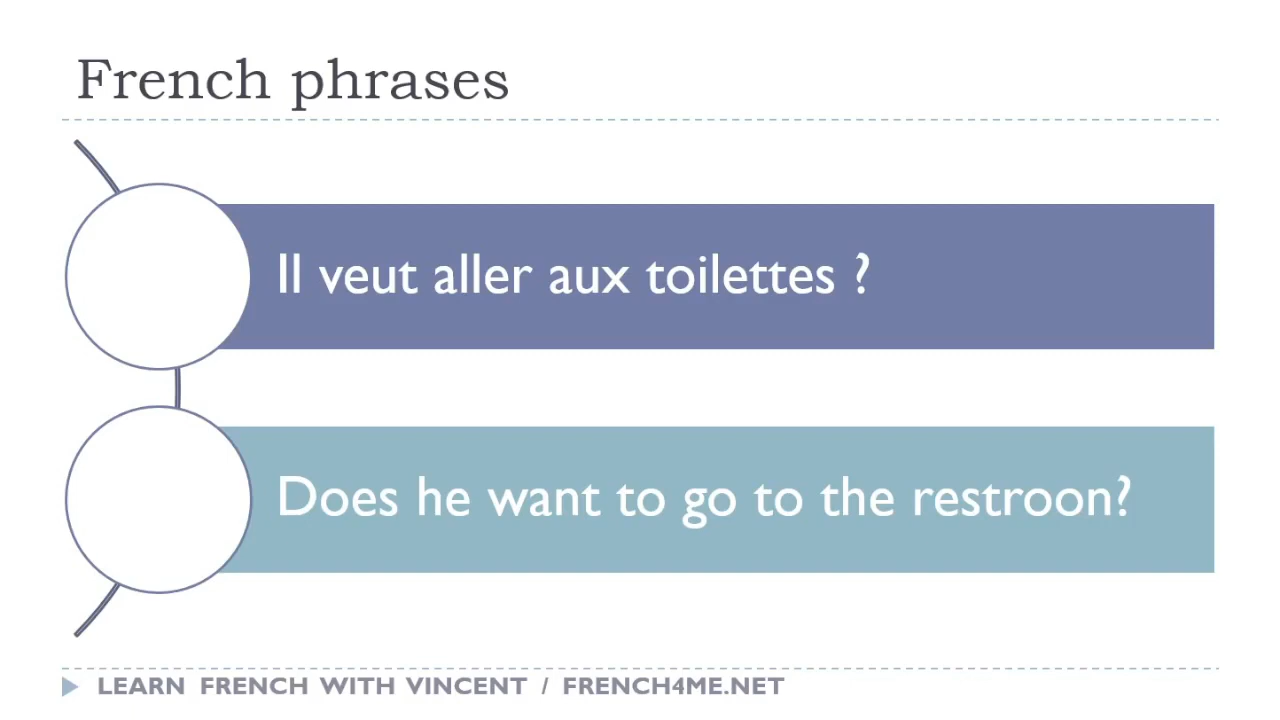 French phrases
Il veut aller aux toilettes ?
Does he want to go to the restroon?
LEARN FRENCH WITH VINCENT / FRENCH4ME.NET